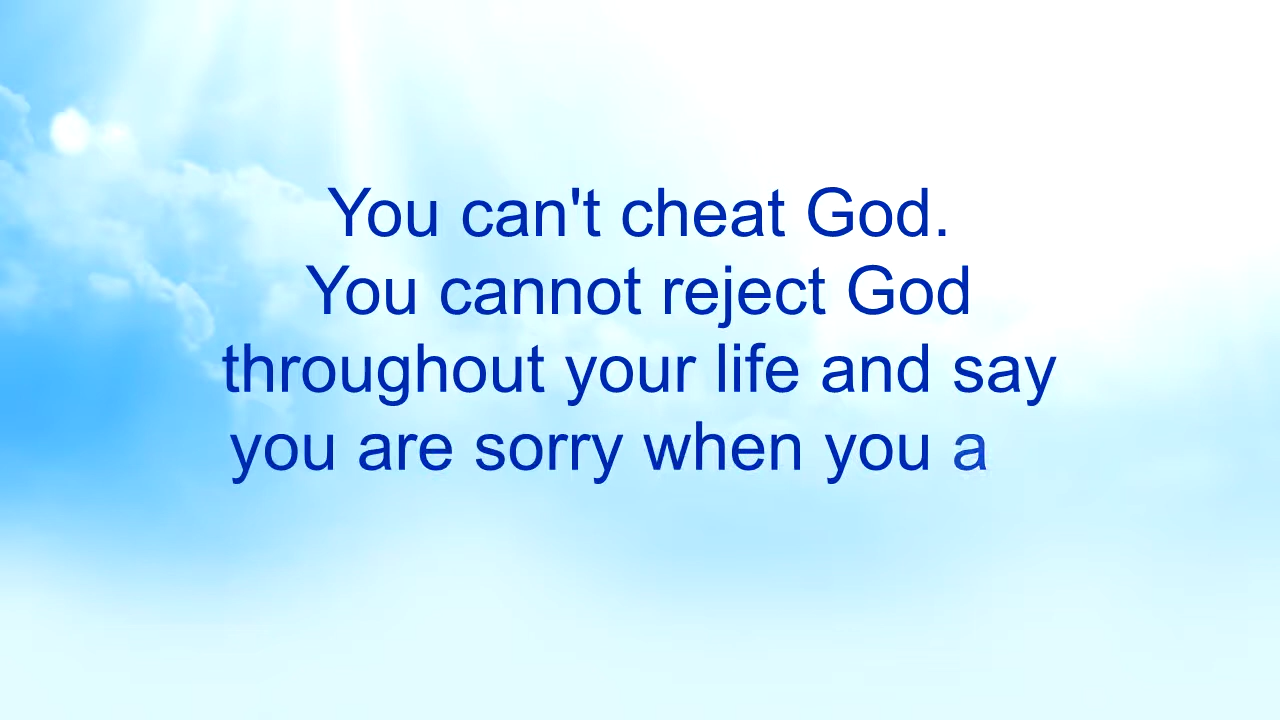 You can't cheat God.
You cannot reject God
throughout your life and say
you are sorry when you a